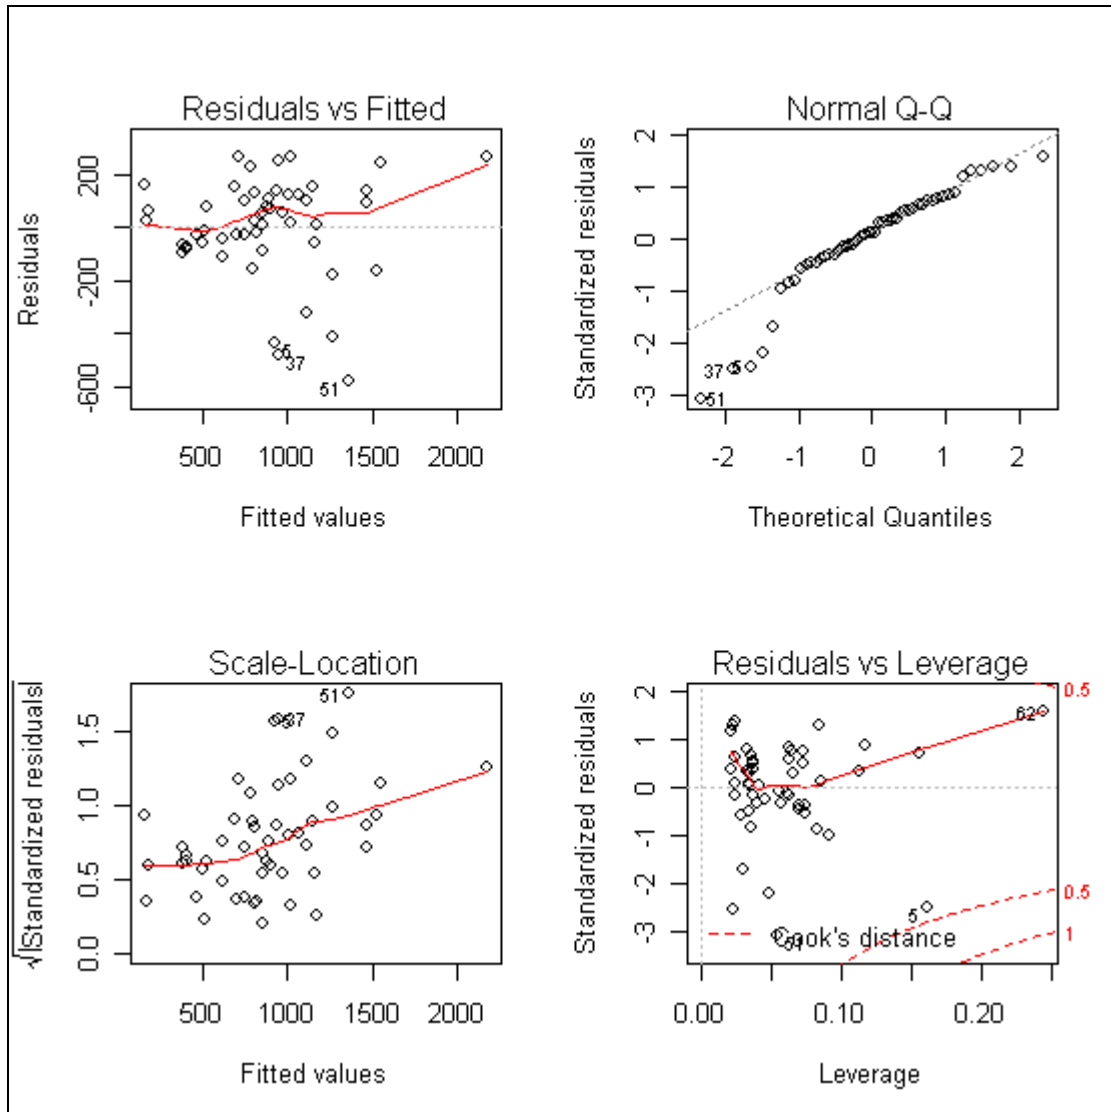 Residuals vs Fitted
Residuals
200
-200
-600
5
37
51
500 1000 1500 2000
Fitted values
Normal Q-Q
Standardized residuals
2
1
0
-1
-2
-3
37 5
51
-2 -1 0 1 2
Theoretical Quantiles
Scale-Location
√|Standardized residuals|
1.5
1.0
0.5
0.0
51
5 37
500 1000 1500 2000
Fitted values
Residuals vs Leverage
Standardized residuals
2
1
0
-1
-2
-3
62
0.5
5
0.5
1
Cook's distance
0.00 0.10 0.20
Leverage